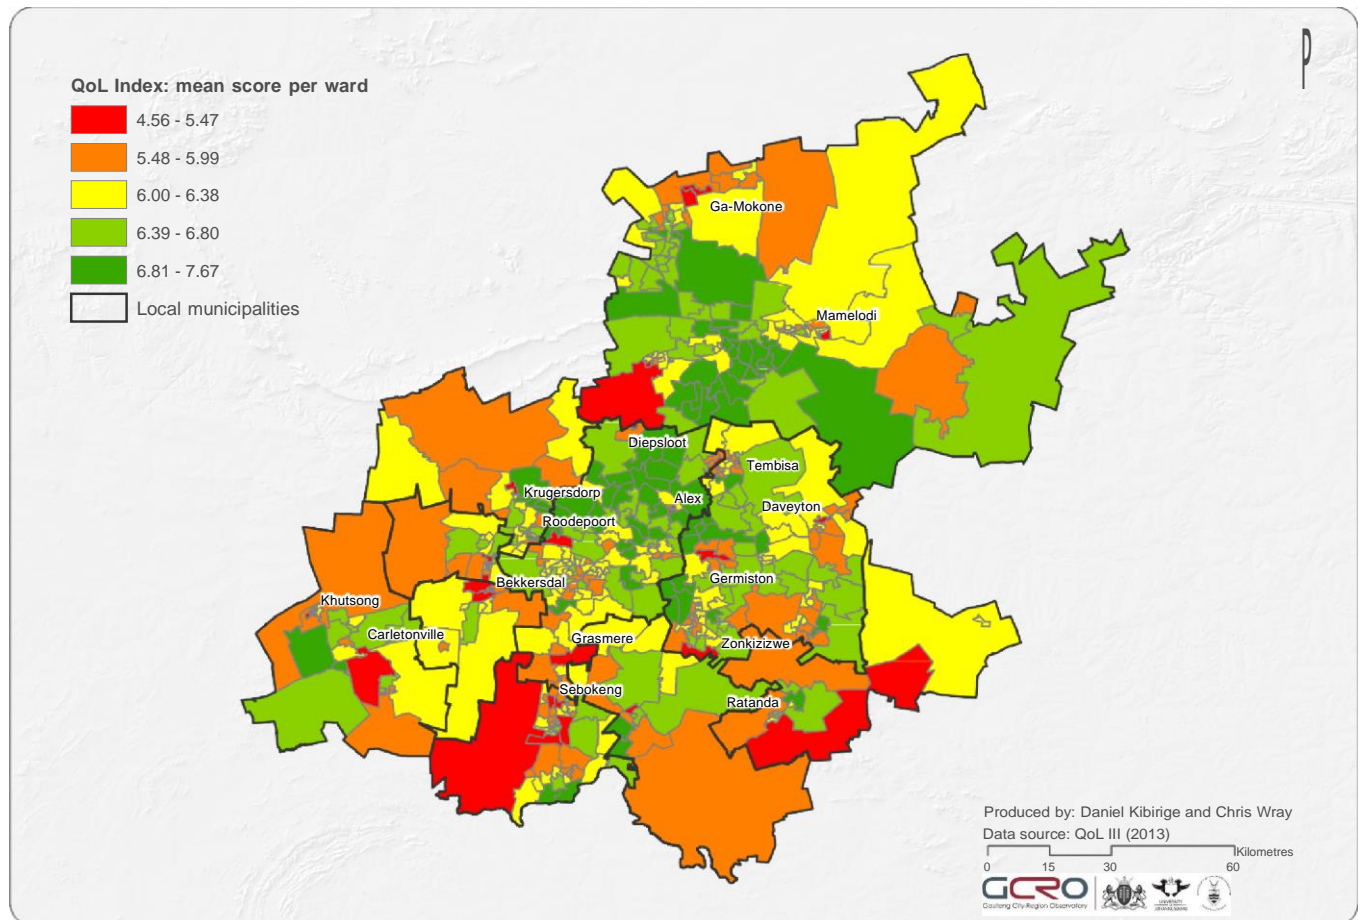 P
QoL Index: mean score per ward
4.56 - 5.47
5.48 - 5.99
6.00 - 6.38
6.39 - 6.80
6.81 - 7.67
Local municipalities
Ga-Mokone
Mamelodi
Diepsloot
Tembisa
Krugersdorp
Alex
Daveyton
Roodepoort
Bekkersdal
Germiston
Khutsong
Carletonville
Grasmere
Zonkizizwe
Sebokeng
Ratanda
Produced by: Daniel Kibirige and Chris Wray
Data source: QoL III (2013)
Kilometres
0 15 30 60
GCRO
Gauteng City-Region Observatory